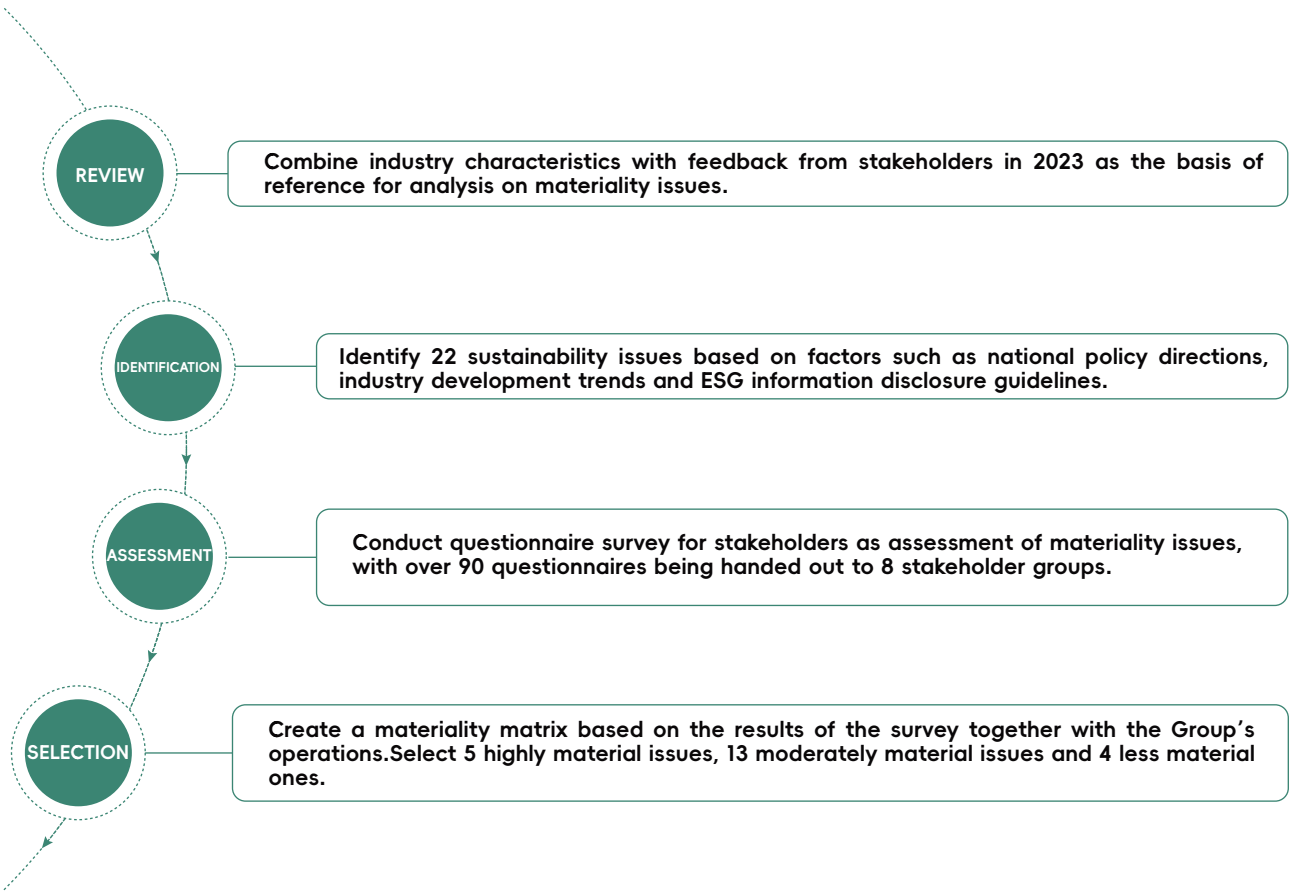 REVIEW
Combine industry characteristics with feedback from stakeholders in 2023 as the basis of
reference for analysis on materiality issues.
IDENTIFICATION
Identify 22 sustainability issues based on factors such as national policy directions,
industry development trends and ESG information disclosure guidelines.
ASSESSMENT
Conduct questionnaire survey for stakeholders as assessment of materiality issues,
with over 90 questionnaires being handed out to 8 stakeholder groups.
SELECTION
Create a materiality matrix based on the results of the survey together with the Group's
operations.Select 5 highly material issues, 13 moderately material issues and 4 less material
ones.